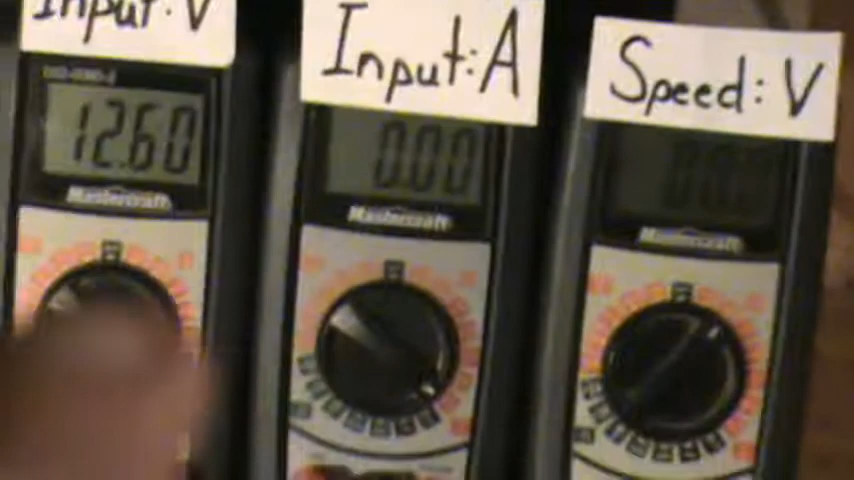 Input: V
Input: A
Speed: V
12.60
0.00
Mastercraft
Mastercraft
Mastercraft